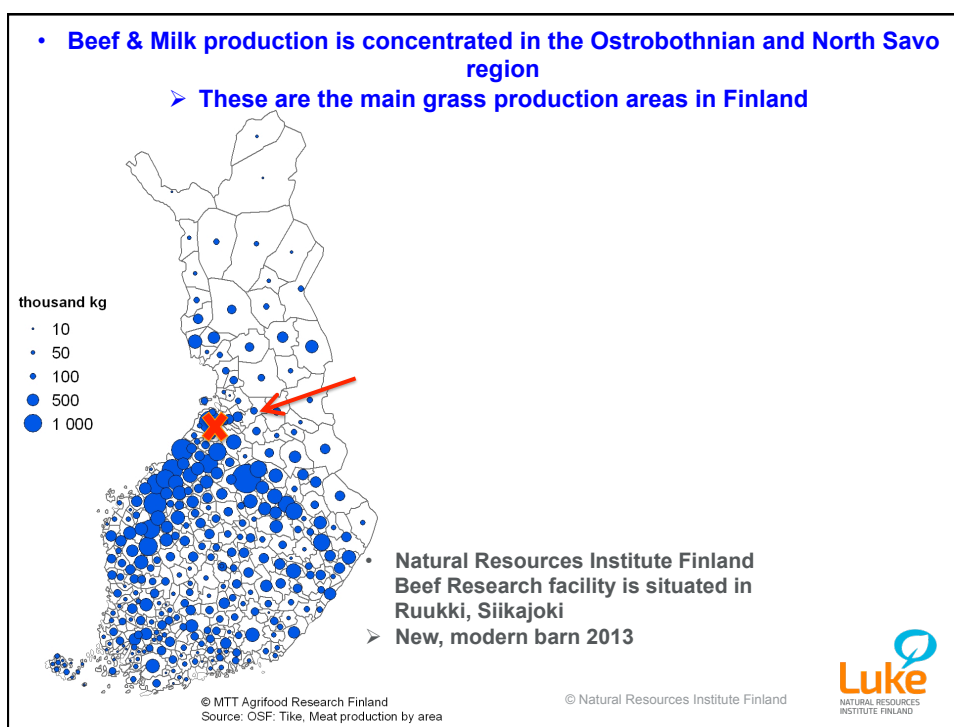 • Beef & Milk production is concentrated in the Ostrobothnian and North Savo
region
➢ These are the main grass production areas in Finland
thousand kg
10
50
100
500
1 000
• Natural Resources Institute Finland
Beef Research facility is situated in
Ruukki, Siikajoki
➢ New, modern barn 2013
© MTT Agrifood Research Finland
Source: OSF: Tike, Meat production by area
© Natural Resources Institute Finland
Luke
NATURAL RESOURCES
INSTITUTE FINLAND